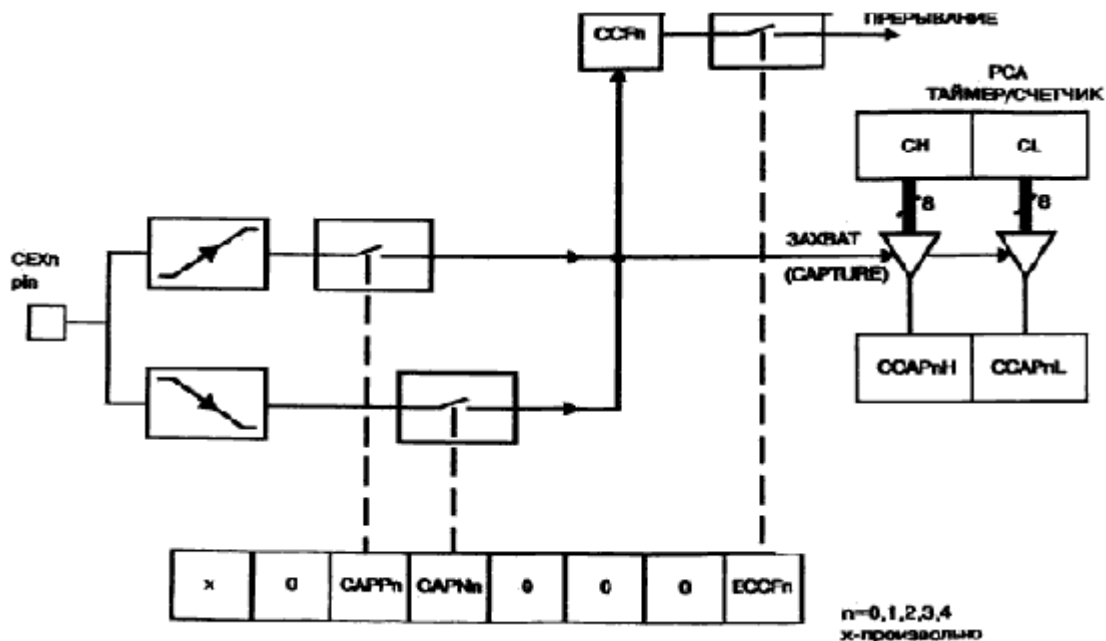 ПРЕРЫВАНИЕ
CCFn
PCA
ТАЙМЕР/СЧЕТЧИК
CH
CL
8
8
CEXn
pin
ЗАХВАТ
(CAPTURE)
CCAPnH
CCAPnL
x
0
CAPPn
CAPNn
0
0
0
ECCFn
n=0,1,2,3,4
x-произвольно